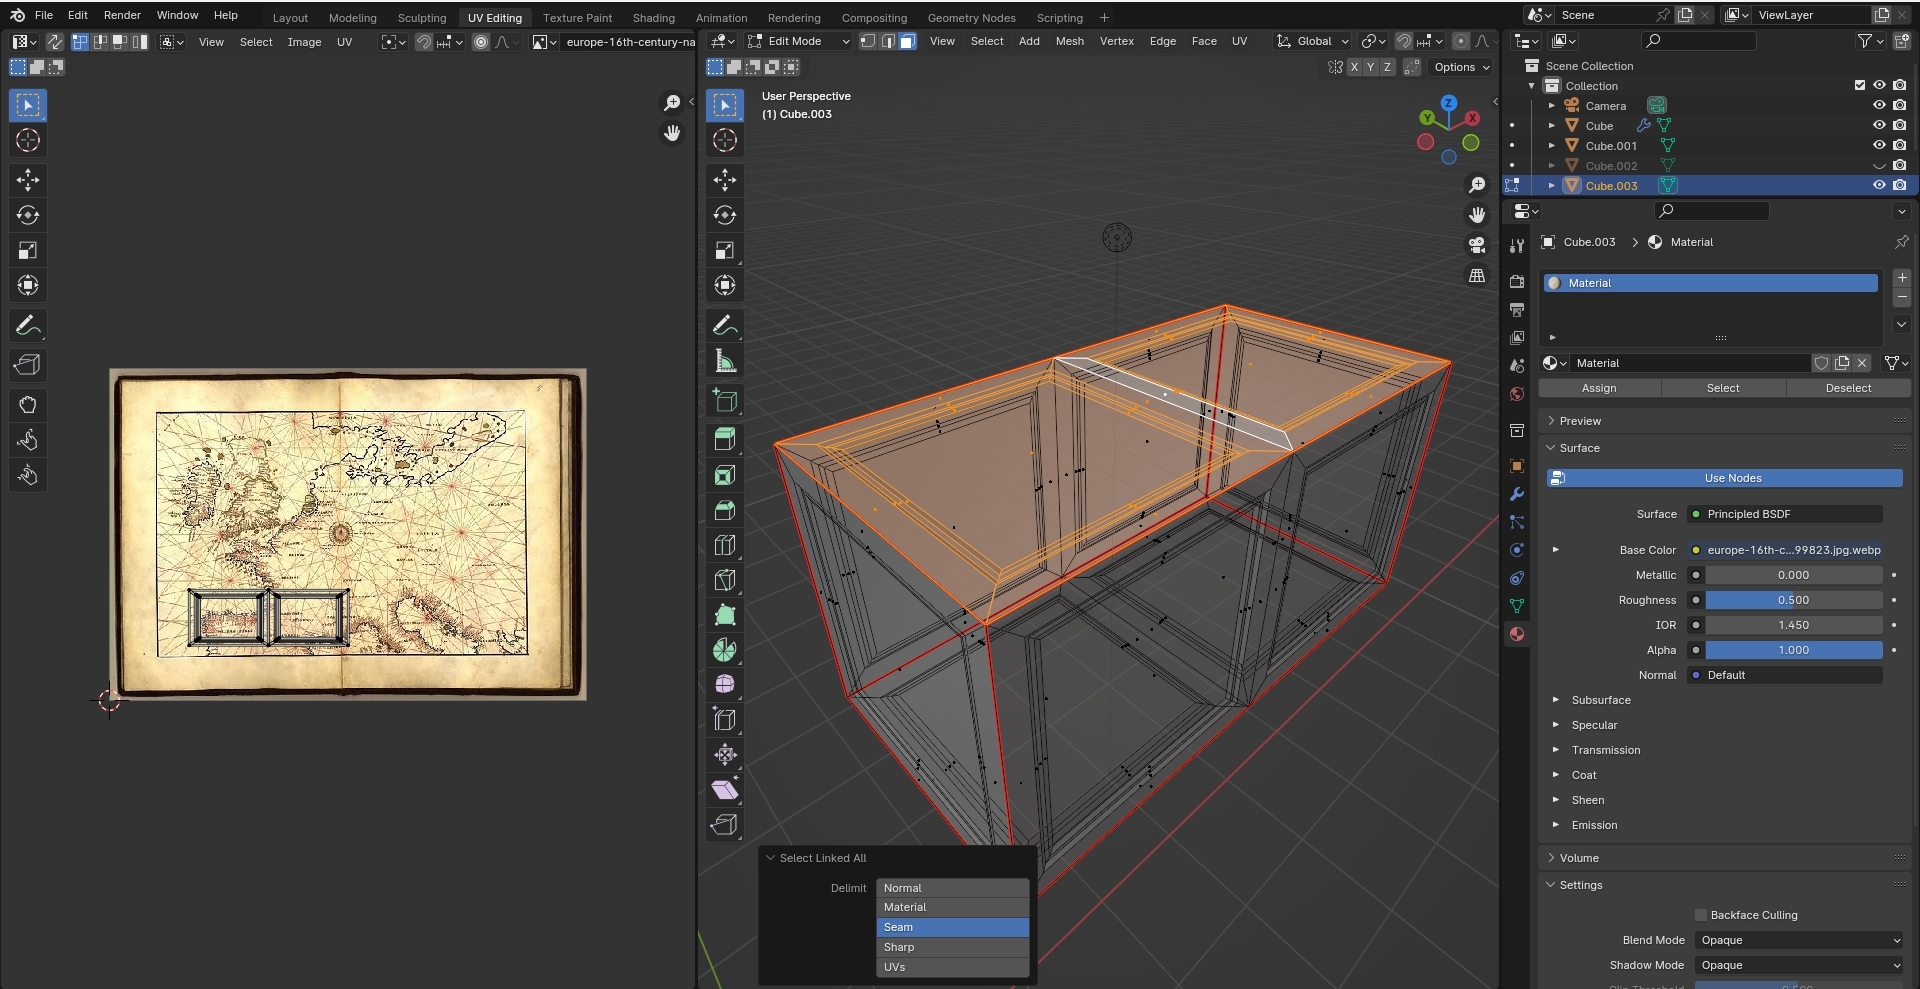 File Edit Render Window Help Layout Modeling Sculpting UV Editing Texture Paint Shading Animation Rendering Compositing Geometry Nodes Scripting + Scene ViewLayer
View Select Image UV europe-16th-century-na
Edit Mode View Select Add Mesh Vertex Edge Face UV Global
X Y Z Options
User Perspective
(1) Cube.003
Z
Y
X
Scene Collection
Collection
Camera
Cube
Cube.001
Cube.002
Cube.003
Cube.003 > Material
Material
Material
Assign Select Deselect
Preview
Surface
Use Nodes
Surface Principled BSDF
Base Color europe-16th-c...99823.jpg.webp
Metallic 0.000
Roughness 0.500
IOR 1.450
Alpha 1.000
Normal Default
Subsurface
Specular
Transmission
Coat
Sheen
Emission
Volume
Settings
Backface Culling
Blend Mode Opaque
Shadow Mode Opaque
Select Linked All
Delimit Normal
Material
Seam
Sharp
UVs